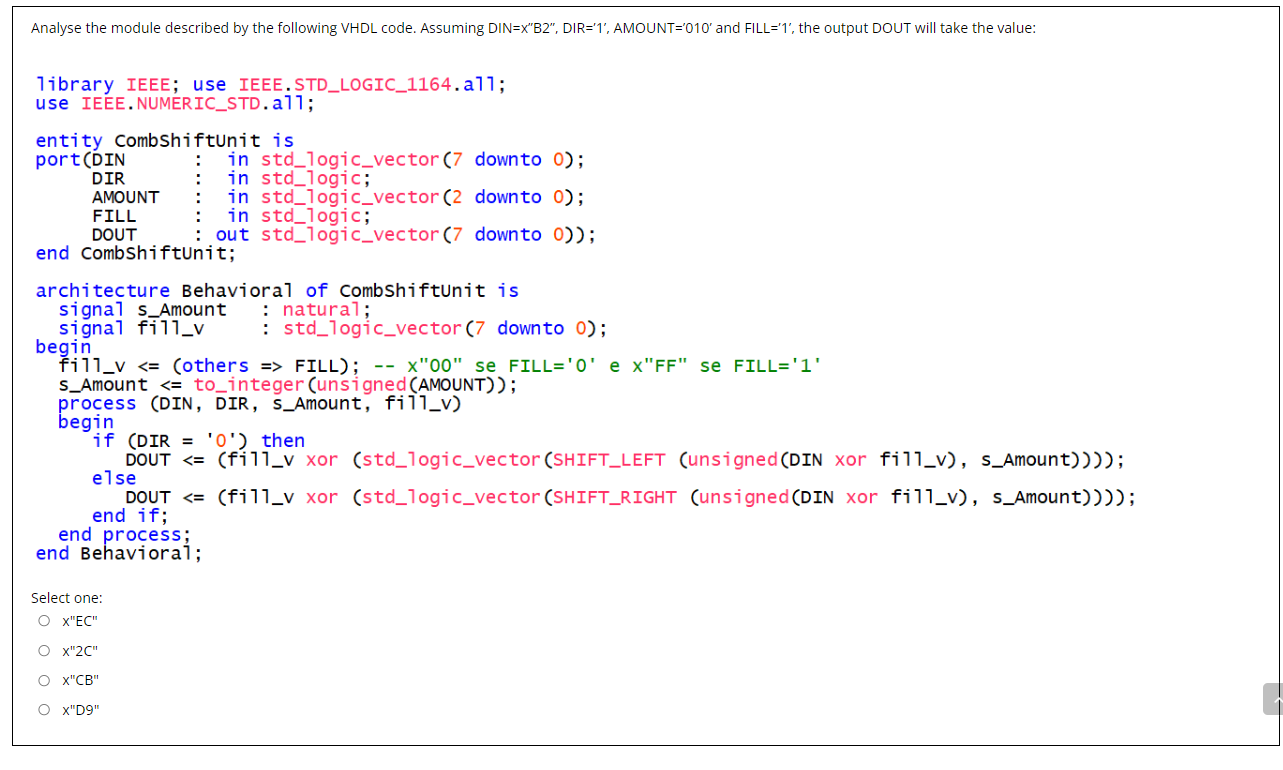 Analyse the module described by the following VHDL code. Assuming DIN=x"B2", DIR='1', AMOUNT='010' and FILL='1', the output DOUT will take the value:
library IEEE; use IEEE.STD_LOGIC_1164.all;
use IEEE.NUMERIC_STD.all;
entity CombShiftUnit is
port(DIN : in std_logic_vector(7 downto 0);
DIR : in std_logic;
AMOUNT : in std_logic_vector(2 downto 0);
FILL : in std_logic;
DOUT : out std_logic_vector(7 downto 0));
end CombShiftUnit;
architecture Behavioral of CombShiftUnit is
signal s_Amount : natural;
signal fill_v : std_logic_vector(7 downto 0);
begin
fill_v <= (others => FILL); -- x"00" se FILL='0' e x"FF" se FILL='1'
s_Amount <= to_integer(unsigned(AMOUNT));
process (DIN, DIR, s_Amount, fill_v)
begin
if (DIR = '0') then
DOUT <= (fill_v xor (std_logic_vector(SHIFT_LEFT (unsigned(DIN xor fill_v), s_Amount))));
else
DOUT <= (fill_v xor (std_logic_vector(SHIFT_RIGHT (unsigned(DIN xor fill_v), s_Amount))));
end if;
end process;
end Behavioral;
Select one:
x"EC"
x"2C"
x"CB"
x"D9"